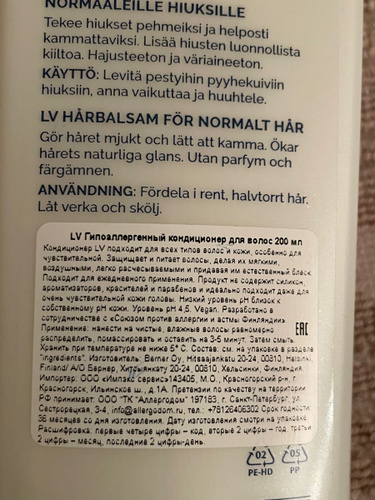 NORMAALEILLE HIUKSILLE
Tekee hiukset pehmeiksi ja helposti
kammattaviksi. Lisää hiusten luonnollista
kiiltoa. Hajusteeton ja väriaineeton.
KÄYTTÖ: Levitä pestyihin pyyhekuiviin
hiuksiin, anna vaikuttaa ja huuhtele.
LV HÅRBALSAM FÖR NORMALT HÅR
Gör håret mjukt och lätt att kamma. Ökar
hårets naturliga glans. Utan parfym och
färgämnen.
ANVÄNDNING: Fördela i rent, halvtorrt hår.
Låt verka och skölj.
LV Гипоаллергенный кондиционер для волос 200 мл
Кондиционер LV подходит для всех типов волос и кожи, особенно для
чувствительной. Защищает и питает волосы, делая их мягкими,
воздушными, легко расчесываемыми и придавая им естественный блеск.
Подходит для ежедневного применения. Продукт не содержит силикон,
ароматизаторов, красителей и парабенов и идеально подходит даже для
очень чувствительной кожи головы. Низкий уровень pH близок к
собственному pH кожи. Уровень pH 4,5. Vegan. Разработано в
сотрудничестве с «Союзом против аллергии и астмы Финляндии».
Применение: нанести на чистые, влажные волосы равномерно
распределить, помассировать и оставить на 3-5 минут. Затем смыть.
Хранить при температуре не ниже 5° С. Состав: см. на упаковке в разделе
"ingredients". Изготовитель: Berner Oy, Hitsaajankatu 20-24, 00810, Helsinki,
Finland/ А/О Бернер, Хитсаянкату 20-24, 00810, Хельсинки, Финляндия.
Импортер: ООО «Имлакс сервис»143405, М.О., Красногорский р-н, г.
Красногорск, Ильинское ш., д.1А. Претензии по качеству на территории
РФ принимает: ООО "ТК "Аллергодом" 197183, г. Санкт-Петербург, ул.
Сестрорецкая, 3-4, info@allergodom.ru, тел.: +78126406302 Срок годности:
36 месяцев со дня изготовления. Дату изготовления смотри на упаковке.
Расшифровка: первые четыре цифры – код, вторые 2 цифры - год, третьи
2 цифры – месяц, последние 2 цифры-день.
EAC
02 05
PE-HD PP